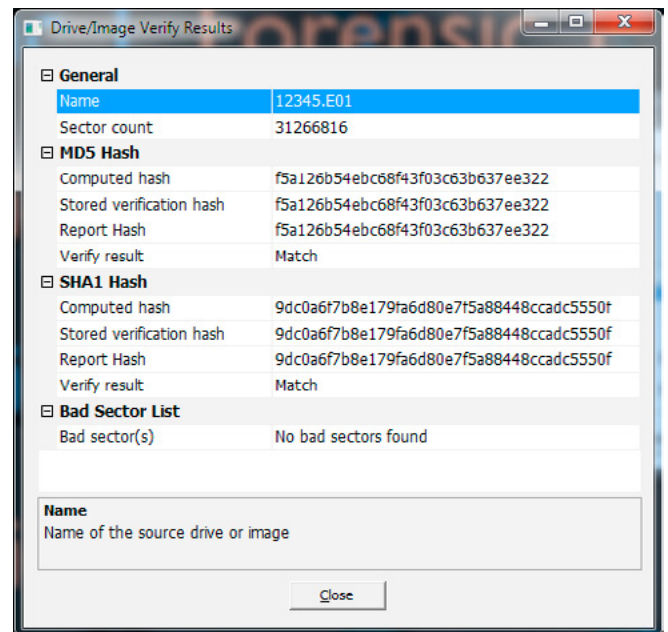 Drive/Image Verify Results
General
Name 12345.E01
Sector count 31266816
MD5 Hash
Computed hash f5a126b54ebc68f43f03c63b637ee322
Stored verification hash f5a126b54ebc68f43f03c63b637ee322
Report Hash f5a126b54ebc68f43f03c63b637ee322
Verify result Match
SHA1 Hash
Computed hash 9dc0a6f7b8e179fa6d80e7f5a88448ccadc5550f
Stored verification hash 9dc0a6f7b8e179fa6d80e7f5a88448ccadc5550f
Report Hash 9dc0a6f7b8e179fa6d80e7f5a88448ccadc5550f
Verify result Match
Bad Sector List
Bad sector(s) No bad sectors found
Name
Name of the source drive or image
Close